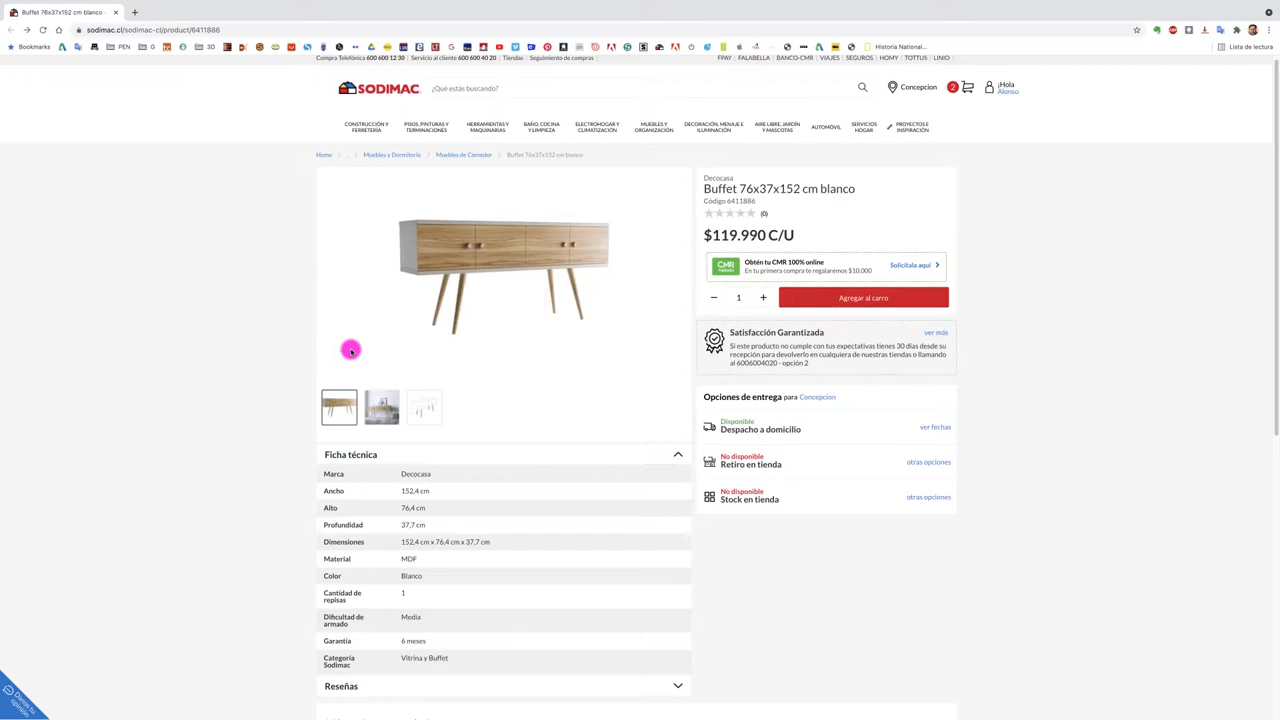 Buffet 76x37x152 cm blanco -
sodimac.cl/sodimac-cl/product/6411886
Bookmarks
PEN
G
3D
Historia National...
Lista de lectura
Compra Telefónica 600 600 12 30
Servicio al cliente 600 600 40 20
Tiendas
Seguimiento de compras
FPAY
FALABELLA
BANCO-CMR
VIAJES
SEGUROS
HOMY
TOTTUS
LINIO
SODIMAC
¿Qué estás buscando?
Concepcion
2
¡Hola
Alonso
CONSTRUCCIÓN Y
FERRETERÍA
PISOS, PINTURAS Y
TERMINACIONES
HERRAMIENTAS Y
MAQUINARIAS
BAÑO, COCINA
Y LIMPIEZA
ELECTROHOGAR Y
CLIMATIZACIÓN
MUEBLES Y
ORGANIZACIÓN
DECORACIÓN, MENAJE E
ILUMINACIÓN
AIRE LIBRE, JARDÍN
Y MASCOTAS
AUTOMÓVIL
SERVICIOS
HOGAR
PROYECTOS E
INSPIRACIÓN
Home
...
Muebles y Dormitorio
Muebles de Comedor
Buffet 76x37x152 cm blanco
Decocasa
Buffet 76x37x152 cm blanco
Código 6411886
(0)
$119.990 C/U
CMR
Obtén tu CMR 100% online
En tu primera compra te regalaremos $10.000
Solicítala aquí
1
Agregar al carro
Satisfacción Garantizada
ver más
Si este producto no cumple con tus expectativas tienes 30 días desde su
recepción para devolverlo en cualquiera de nuestras tiendas o llamando
al 6006004020 - opción 2
Opciones de entrega para Concepcion
Disponible
Despacho a domicilio
ver fechas
No disponible
Retiro en tienda
otras opciones
No disponible
Stock en tienda
otras opciones
Ficha técnica
Marca Decocasa
Ancho 152,4 cm
Alto 76,4 cm
Profundidad 37,7 cm
Dimensiones 152,4 cm x 76,4 cm x 37,7 cm
Material MDF
Color Blanco
Cantidad de
repisas
1
Dificultad de
armado
Media
Garantía 6 meses
Categoría
Sodimac
Vitrina y Buffet
Reseñas
Danos tu
opinión